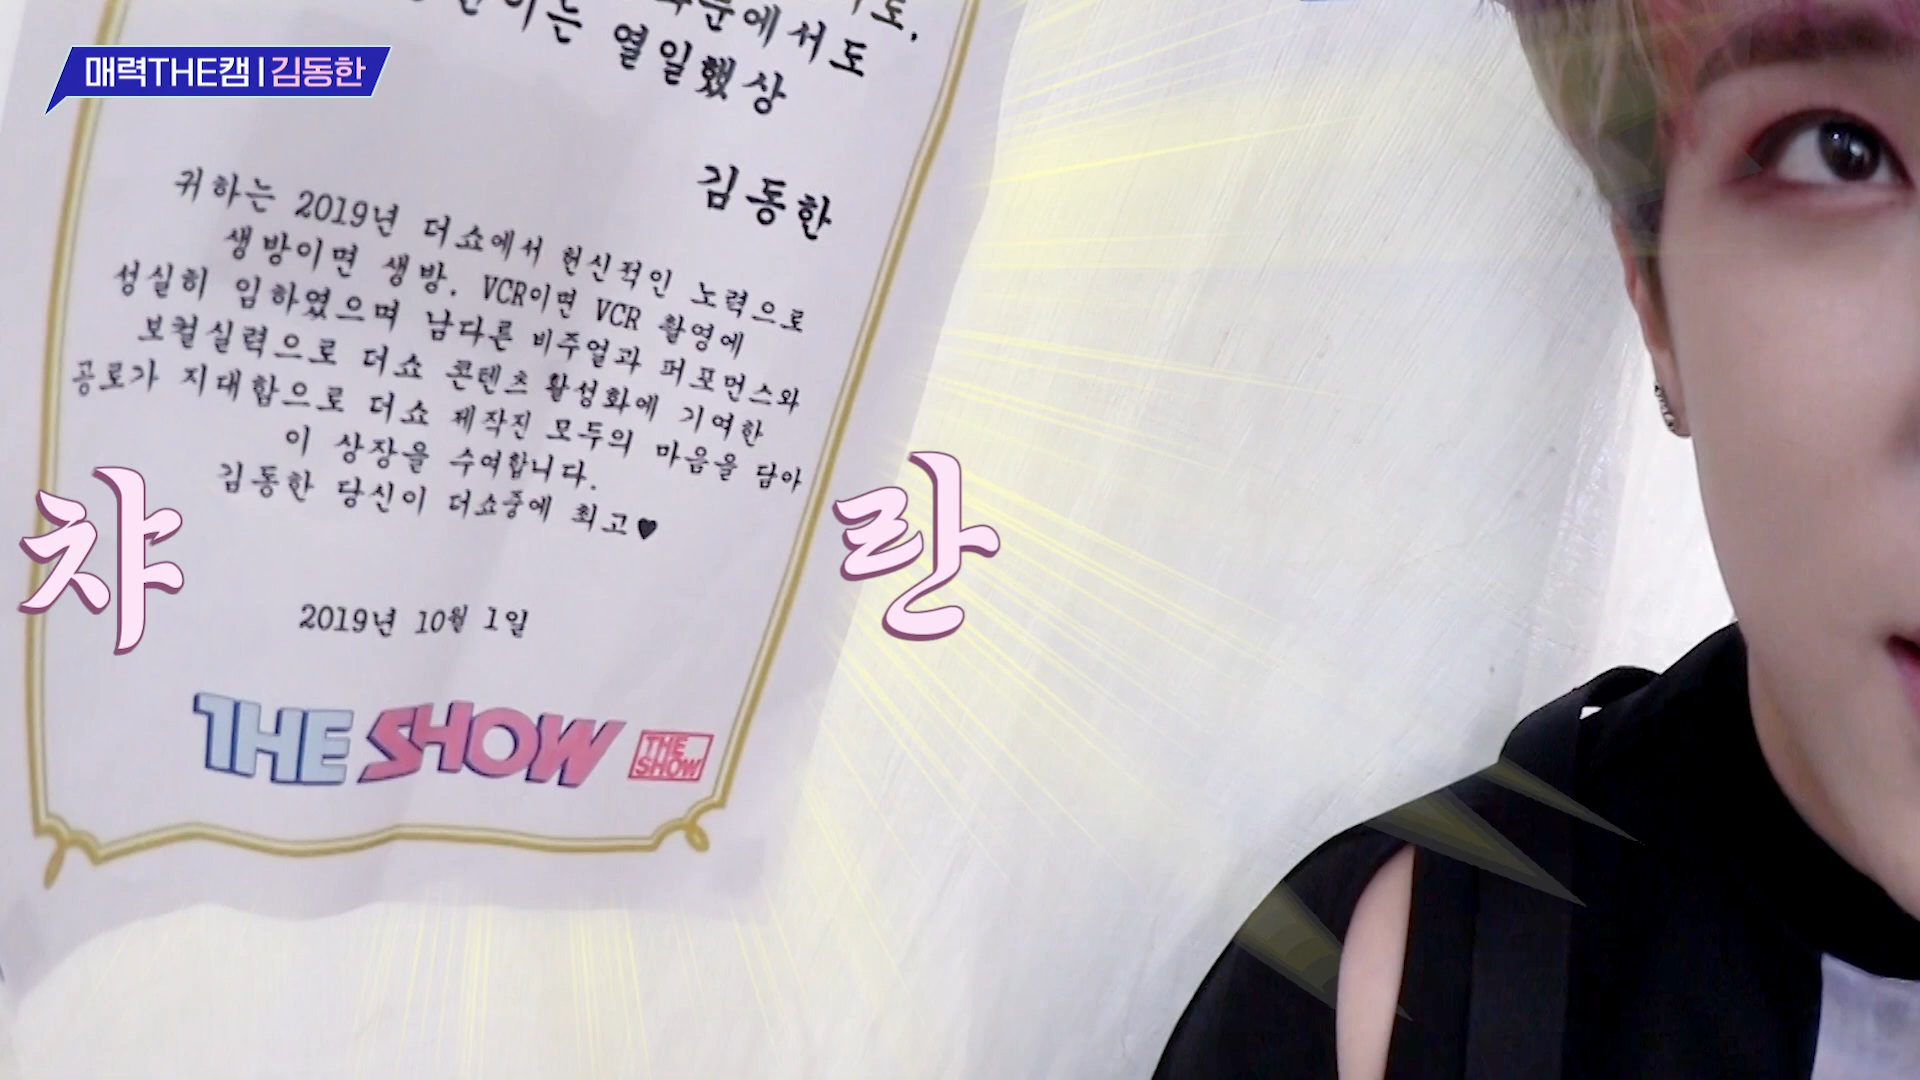 매력THE캠 | 김동한
에서도
열일했상
김동한
귀하는 2019년 더쇼에서 헌신적인 노력으로
생방이면 생방, VCR이면 VCR 촬영에
성실히 임하였으며 남다른 비주얼과 퍼포먼스와
보컬실력으로 더쇼 콘텐츠 활성화에 기여한
공로가 지대함으로 더쇼 제작진 모두의 마음을 담아
이 상장을 수여합니다.
김동한 당신이 더쇼중에 최고♥
챠란
2019년 10월 1일
THE SHOW
THE
SHOW